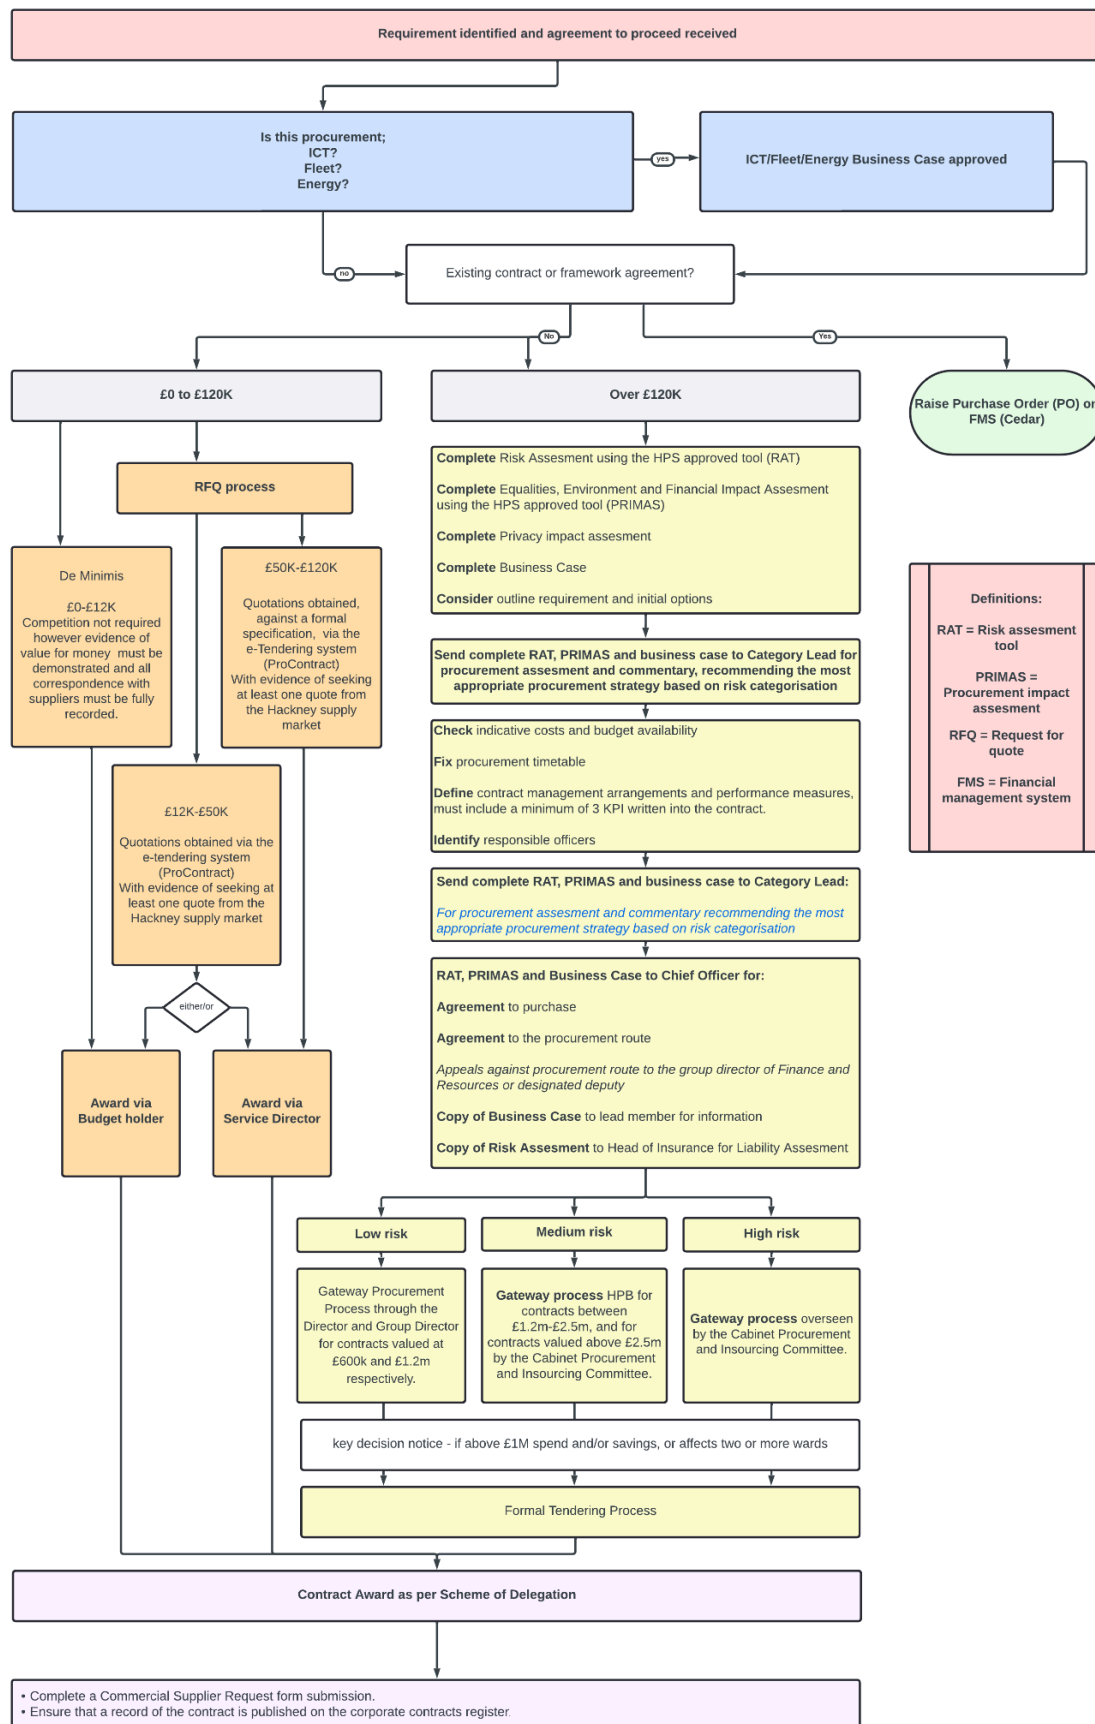 Requirement identified and agreement to proceed received
Is this procurement;
ICT?
Fleet?
Energy?
yes
ICT/Fleet/Energy Business Case approved
no
Existing contract or framework agreement?
No
Yes
£0 to £120K
Over £120K
Raise Purchase Order (PO) on
FMS (Cedar)
RFQ process
De Minimis
£0-£12K
Competition not required
however evidence of
value for money must be
demonstrated and all
correspondence with
suppliers must be fully
recorded.
£50K-£120K
Quotations obtained,
against a formal
specification, via the
e-Tendering system
(ProContract)
With evidence of seeking
at least one quote from
the Hackney supply
market
£12K-£50K
Quotations obtained via the
e-tendering system
(ProContract)
With evidence of seeking at
least one quote from the
Hackney supply market
either/or
Award via
Budget holder
Award via
Service Director
Complete Risk Assesment using the HPS approved tool (RAT)
Complete Equalities, Environment and Financial Impact Assesment
using the HPS approved tool (PRIMAS)
Complete Privacy impact assesment
Complete Business Case
Consider outline requirement and initial options
Send complete RAT, PRIMAS and business case to Category Lead for
procurement assesment and commentary, recommending the most
appropriate procurement strategy based on risk categorisation
Check indicative costs and budget availability
Fix procurement timetable
Define contract management arrangements and performance measures,
must include a minimum of 3 KPI written into the contract.
Identify responsible officers
Send complete RAT, PRIMAS and business case to Category Lead:
For procurement assesment and commentary recommending the most
appropriate procurement strategy based on risk categorisation
RAT, PRIMAS and Business Case to Chief Officer for:
Agreement to purchase
Agreement to the procurement route
Appeals against procurement route to the group director of Finance and
Resources or designated deputy
Copy of Business Case to lead member for information
Copy of Risk Assesment to Head of Insurance for Liability Assesment
Definitions:
RAT = Risk assesment
tool
PRIMAS =
Procurement impact
assesment
RFQ = Request for
quote
FMS = Financial
management system
Low risk
Medium risk
High risk
Gateway Procurement
Process through the
Director and Group Director
for contracts valued at
£600k and £1.2m
respectively.
Gateway process HPB for
contracts between
£1.2m-£2.5m, and for
contracts valued above £2.5m
by the Cabinet Procurement
and Insourcing Committee.
Gateway process overseen
by the Cabinet Procurement
and Insourcing Committee.
key decision notice - if above £1M spend and/or savings, or affects two or more wards
Formal Tendering Process
Contract Award as per Scheme of Delegation
• Complete a Commercial Supplier Request form submission.
• Ensure that a record of the contract is published on the corporate contracts register.